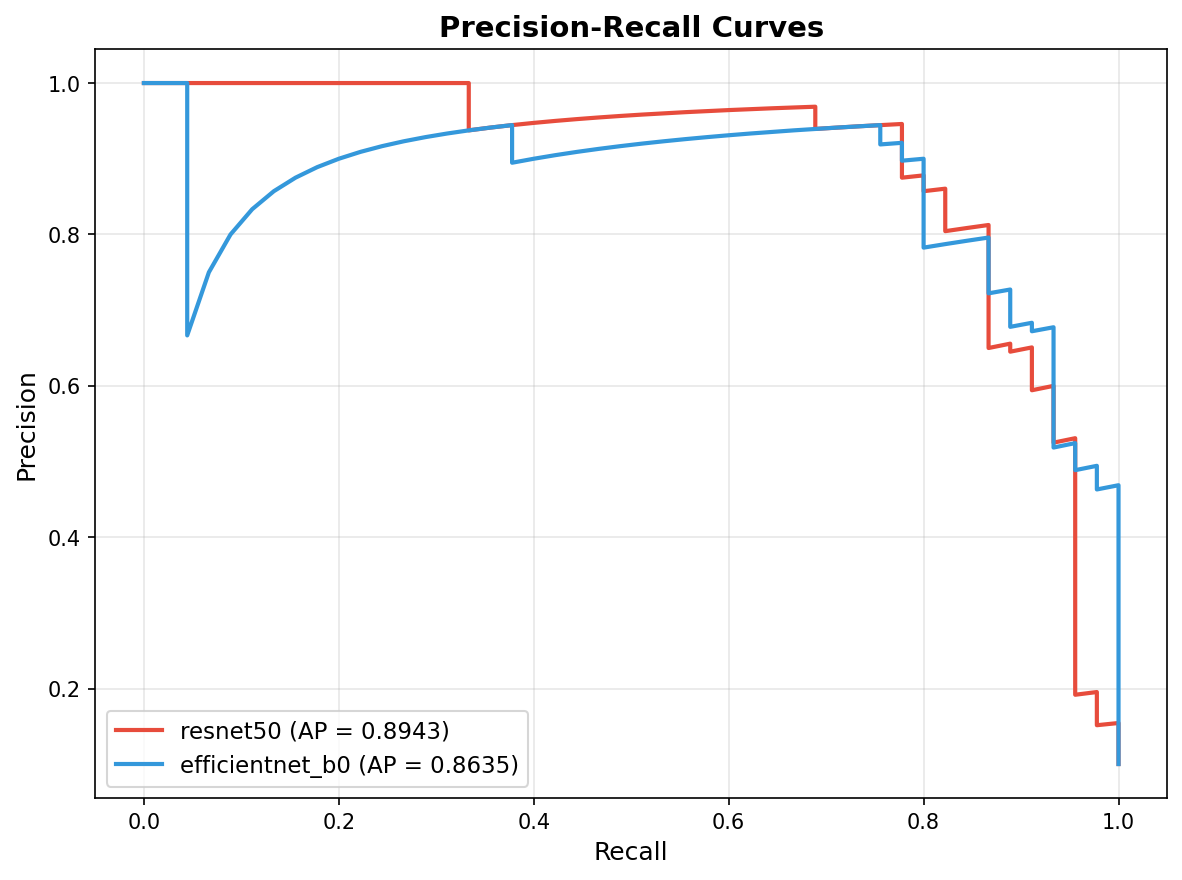 Precision-Recall Curves
Precision
1.0
0.8
0.6
0.4
0.2
resnet50 (AP = 0.8943)
efficientnet_b0 (AP = 0.8635)
0.0 0.2 0.4 0.6 0.8 1.0
Recall